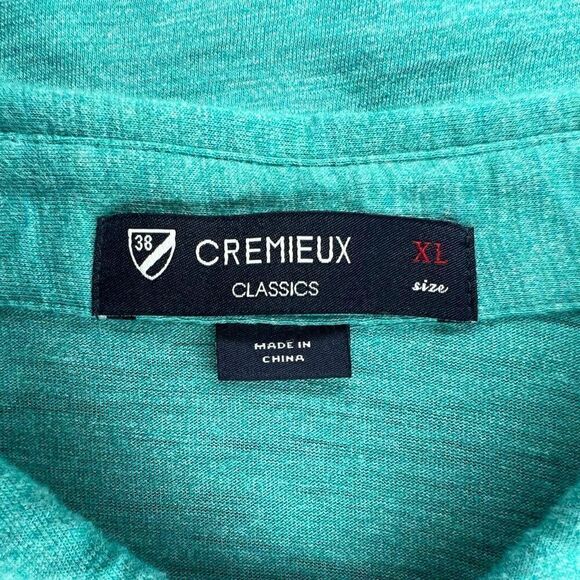 38
CREMIEUX
CLASSICS
XL
size
MADE IN
CHINA